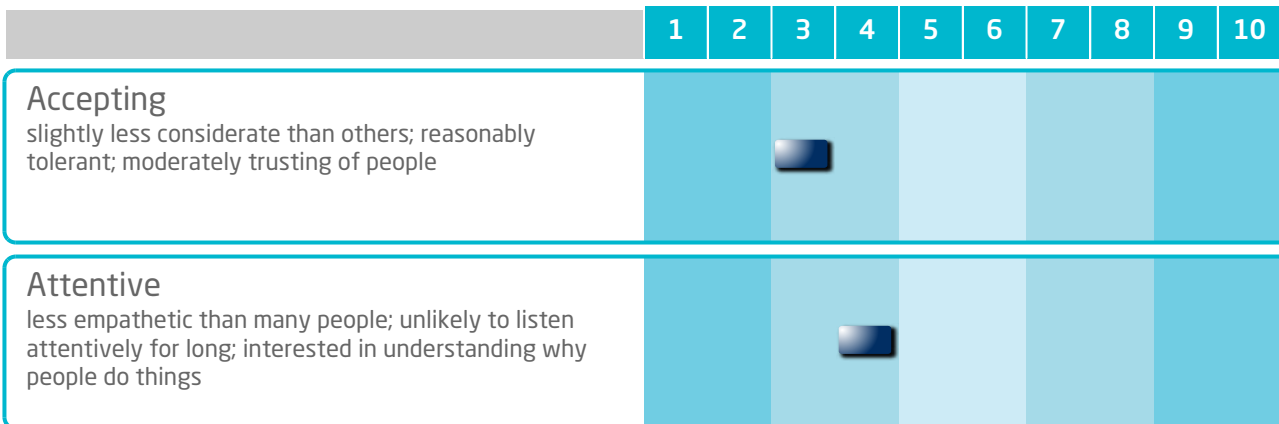 1 2 3 4 5 6 7 8 9 10
Accepting
slightly less considerate than others; reasonably
tolerant; moderately trusting of people
Attentive
less empathetic than many people; unlikely to listen
attentively for long; interested in understanding why
people do things